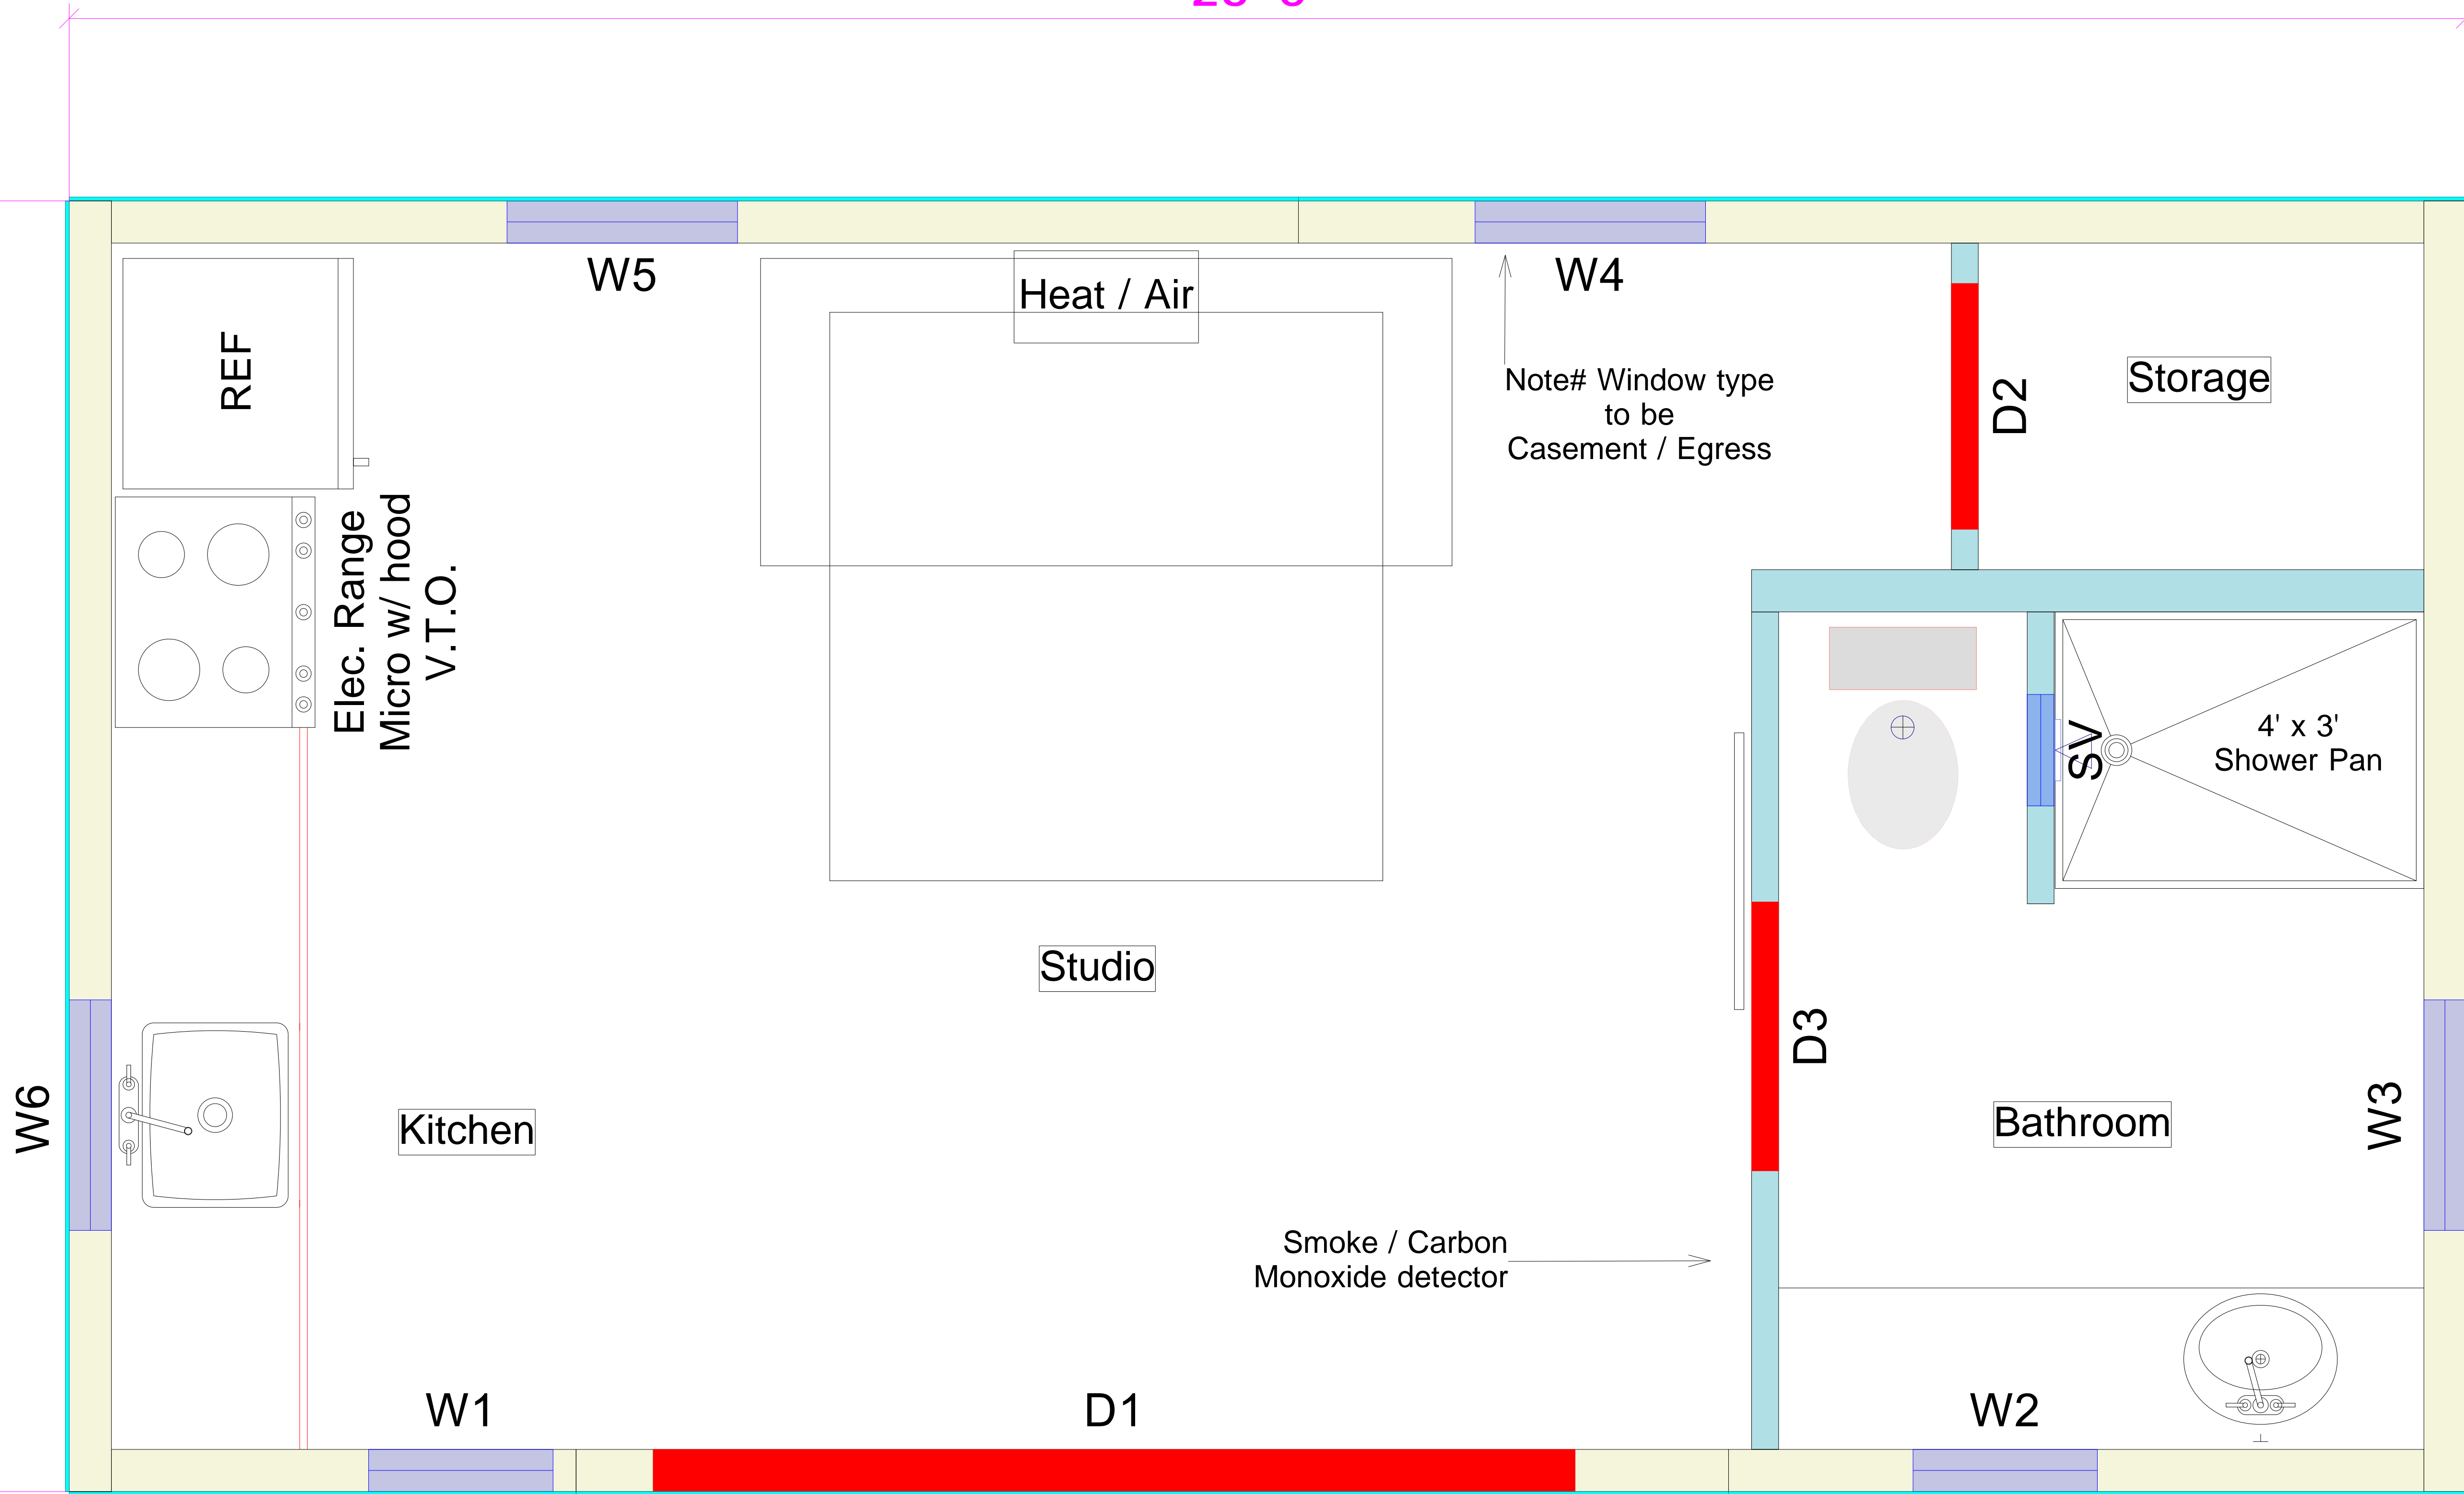 W5
Heat / Air
W4
REF
Note# Window type
to be
Casement / Egress
D2
Storage
Elec. Range
Micro w/ hood
V.T.O.
SV
4' x 3'
Shower Pan
Studio
D3
W6
Kitchen
Bathroom
W3
Smoke / Carbon
Monoxide detector
W1
D1
W2